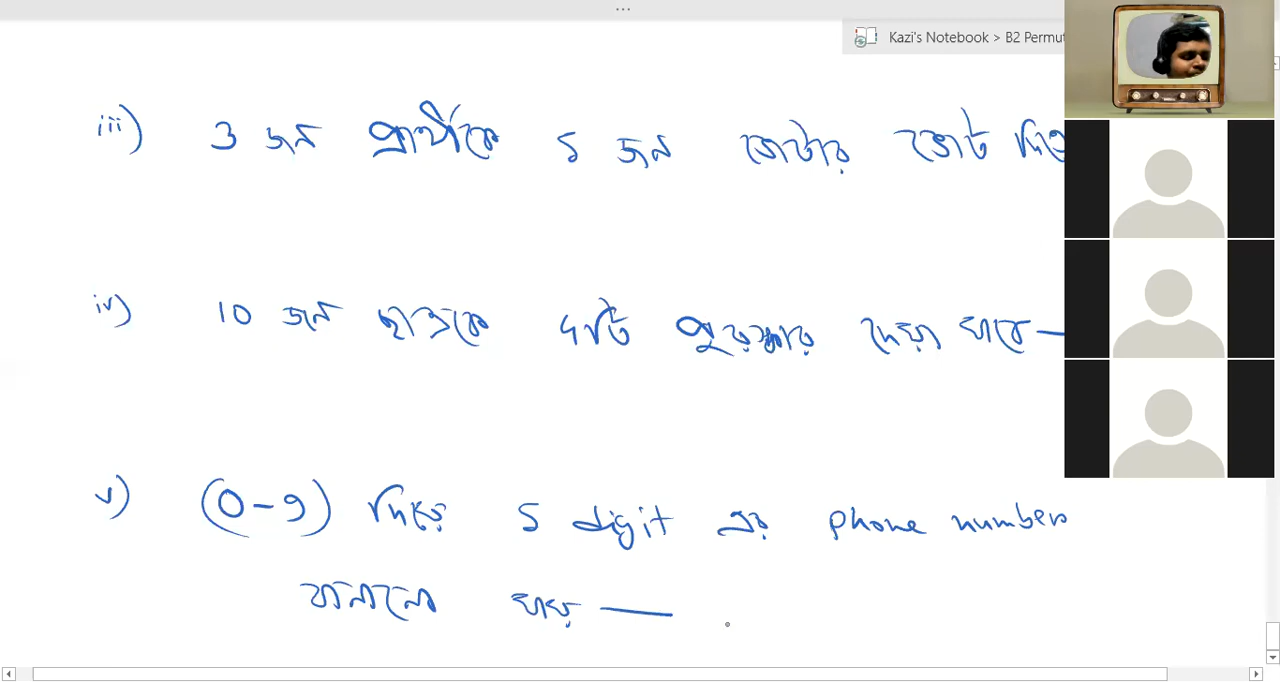 Kazi's Notebook > B2 Permut
iii) 3 জন প্রার্থীকে 5 জন ভোটার ভোট দিতে
iv) 10 জন ছাত্রকে 4টি পুরস্কার দেয়া যাবে —
v) (0-9) দিয়ে 5 digit এর phone numbers
বানানো যায় —